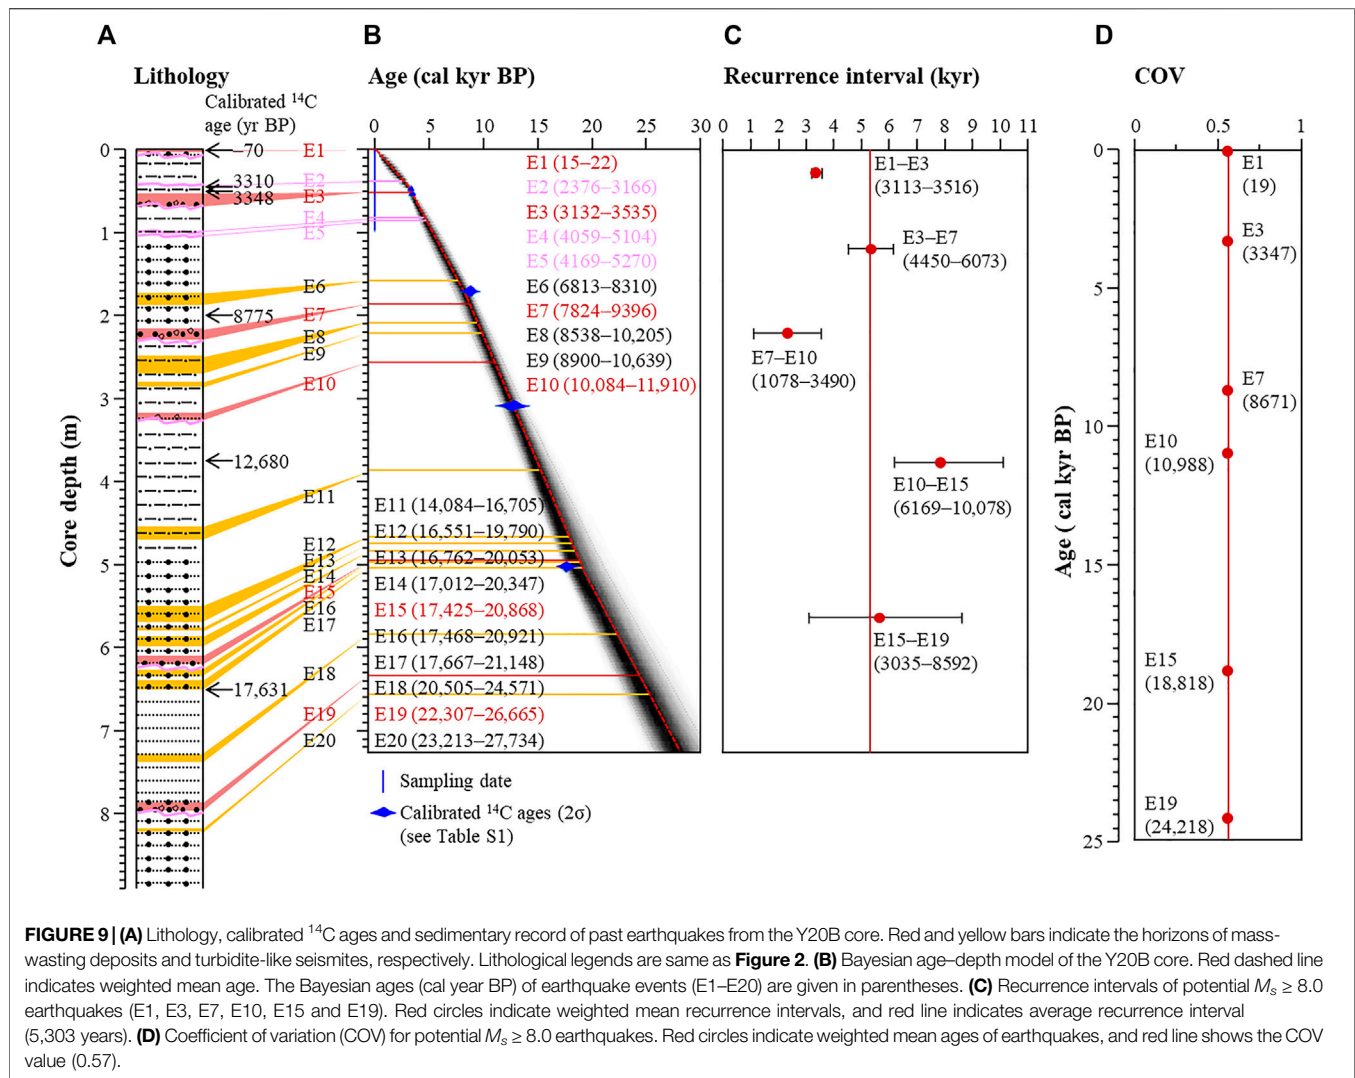 A
B
C
D
Lithology
Age (cal kyr BP)
Recurrence interval (kyr)
COV
Calibrated ¹⁴C
age (yr BP)
0 5 10 15 20 25 30
0 1 2 3 4 5 6 7 8 9 10 11
0 0.5 1
Core depth (m)
0
1
2
3
4
5
6
7
8
–70
3310
3348
8775
12,680
17,631
E1
E2
E3
E4
E5
E6
E7
E8
E9
E10
E11
E12
E13
E14
E15
E16
E17
E18
E19
E20
E1 (15–22)
E2 (2376–3166)
E3 (3132–3535)
E4 (4059–5104)
E5 (4169–5270)
E6 (6813–8310)
E7 (7824–9396)
E8 (8538–10,205)
E9 (8900–10,639)
E10 (10,084–11,910)
E11 (14,084–16,705)
E12 (16,551–19,790)
E13 (16,762–20,053)
E14 (17,012–20,347)
E15 (17,425–20,868)
E16 (17,468–20,921)
E17 (17,667–21,148)
E18 (20,505–24,571)
E19 (22,307–26,665)
E20 (23,213–27,734)
Sampling date
Calibrated ¹⁴C ages (2σ)
(see Table S1)
E1–E3
(3113–3516)
E3–E7
(4450–6073)
E7–E10
(1078–3490)
E10–E15
(6169–10,078)
E15–E19
(3035–8592)
Age ( cal kyr BP)
0
5
10
15
20
25
E1
(19)
E3
(3347)
E7
(8671)
E10
(10,988)
E15
(18,818)
E19
(24,218)
FIGURE 9 | (A) Lithology, calibrated ¹⁴C ages and sedimentary record of past earthquakes from the Y20B core. Red and yellow bars indicate the horizons of mass-
wasting deposits and turbidite-like seismites, respectively. Lithological legends are same as Figure 2. (B) Bayesian age–depth model of the Y20B core. Red dashed line
indicates weighted mean age. The Bayesian ages (cal year BP) of earthquake events (E1–E20) are given in parentheses. (C) Recurrence intervals of potential Ms ≥ 8.0
earthquakes (E1, E3, E7, E10, E15 and E19). Red circles indicate weighted mean recurrence intervals, and red line indicates average recurrence interval
(5,303 years). (D) Coefficient of variation (COV) for potential Ms ≥ 8.0 earthquakes. Red circles indicate weighted mean ages of earthquakes, and red line shows the COV
value (0.57).